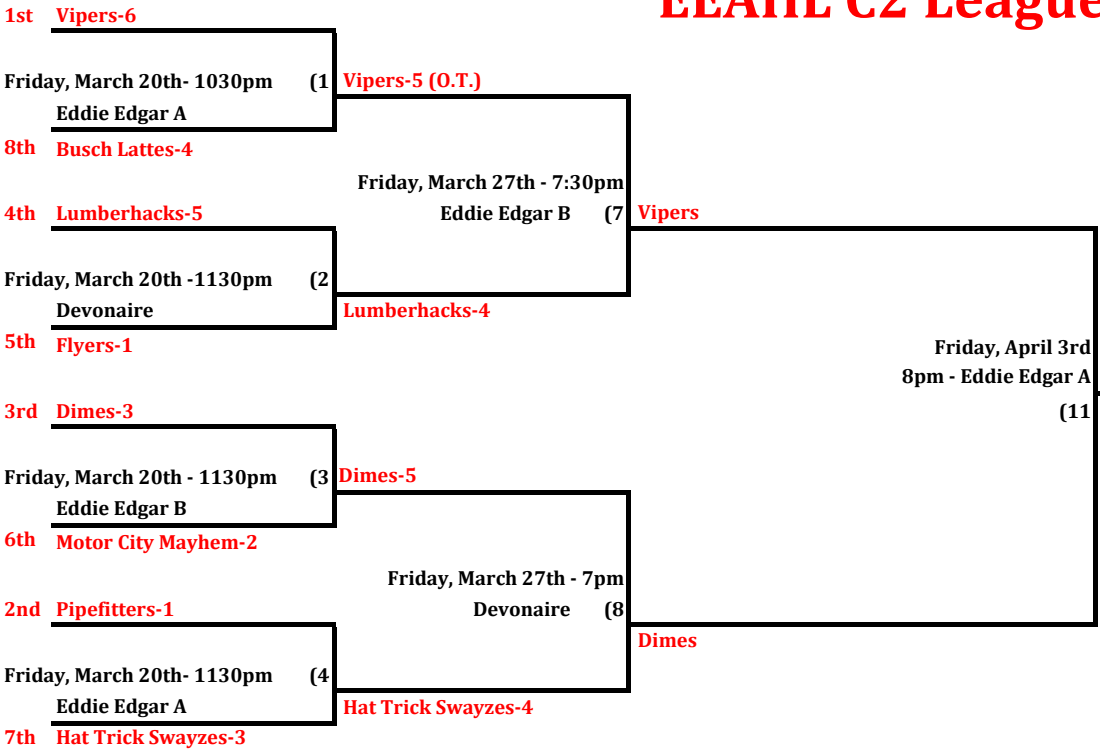 EEAHL C2 League
1st Vipers-6
Friday, March 20th- 1030pm (1
Eddie Edgar A
8th Busch Lattes-4
Vipers-5 (O.T.)
4th Lumberhacks-5
Friday, March 20th -1130pm (2
Devonaire
5th Flyers-1
Lumberhacks-4
Friday, March 27th - 7:30pm
Eddie Edgar B (7
Vipers
3rd Dimes-3
Friday, March 20th - 1130pm (3
Eddie Edgar B
6th Motor City Mayhem-2
Dimes-5
2nd Pipefitters-1
Friday, March 20th- 1130pm (4
Eddie Edgar A
7th Hat Trick Swayzes-3
Hat Trick Swayzes-4
Friday, March 27th - 7pm
Devonaire (8
Dimes
Friday, April 3rd
8pm - Eddie Edgar A
(11